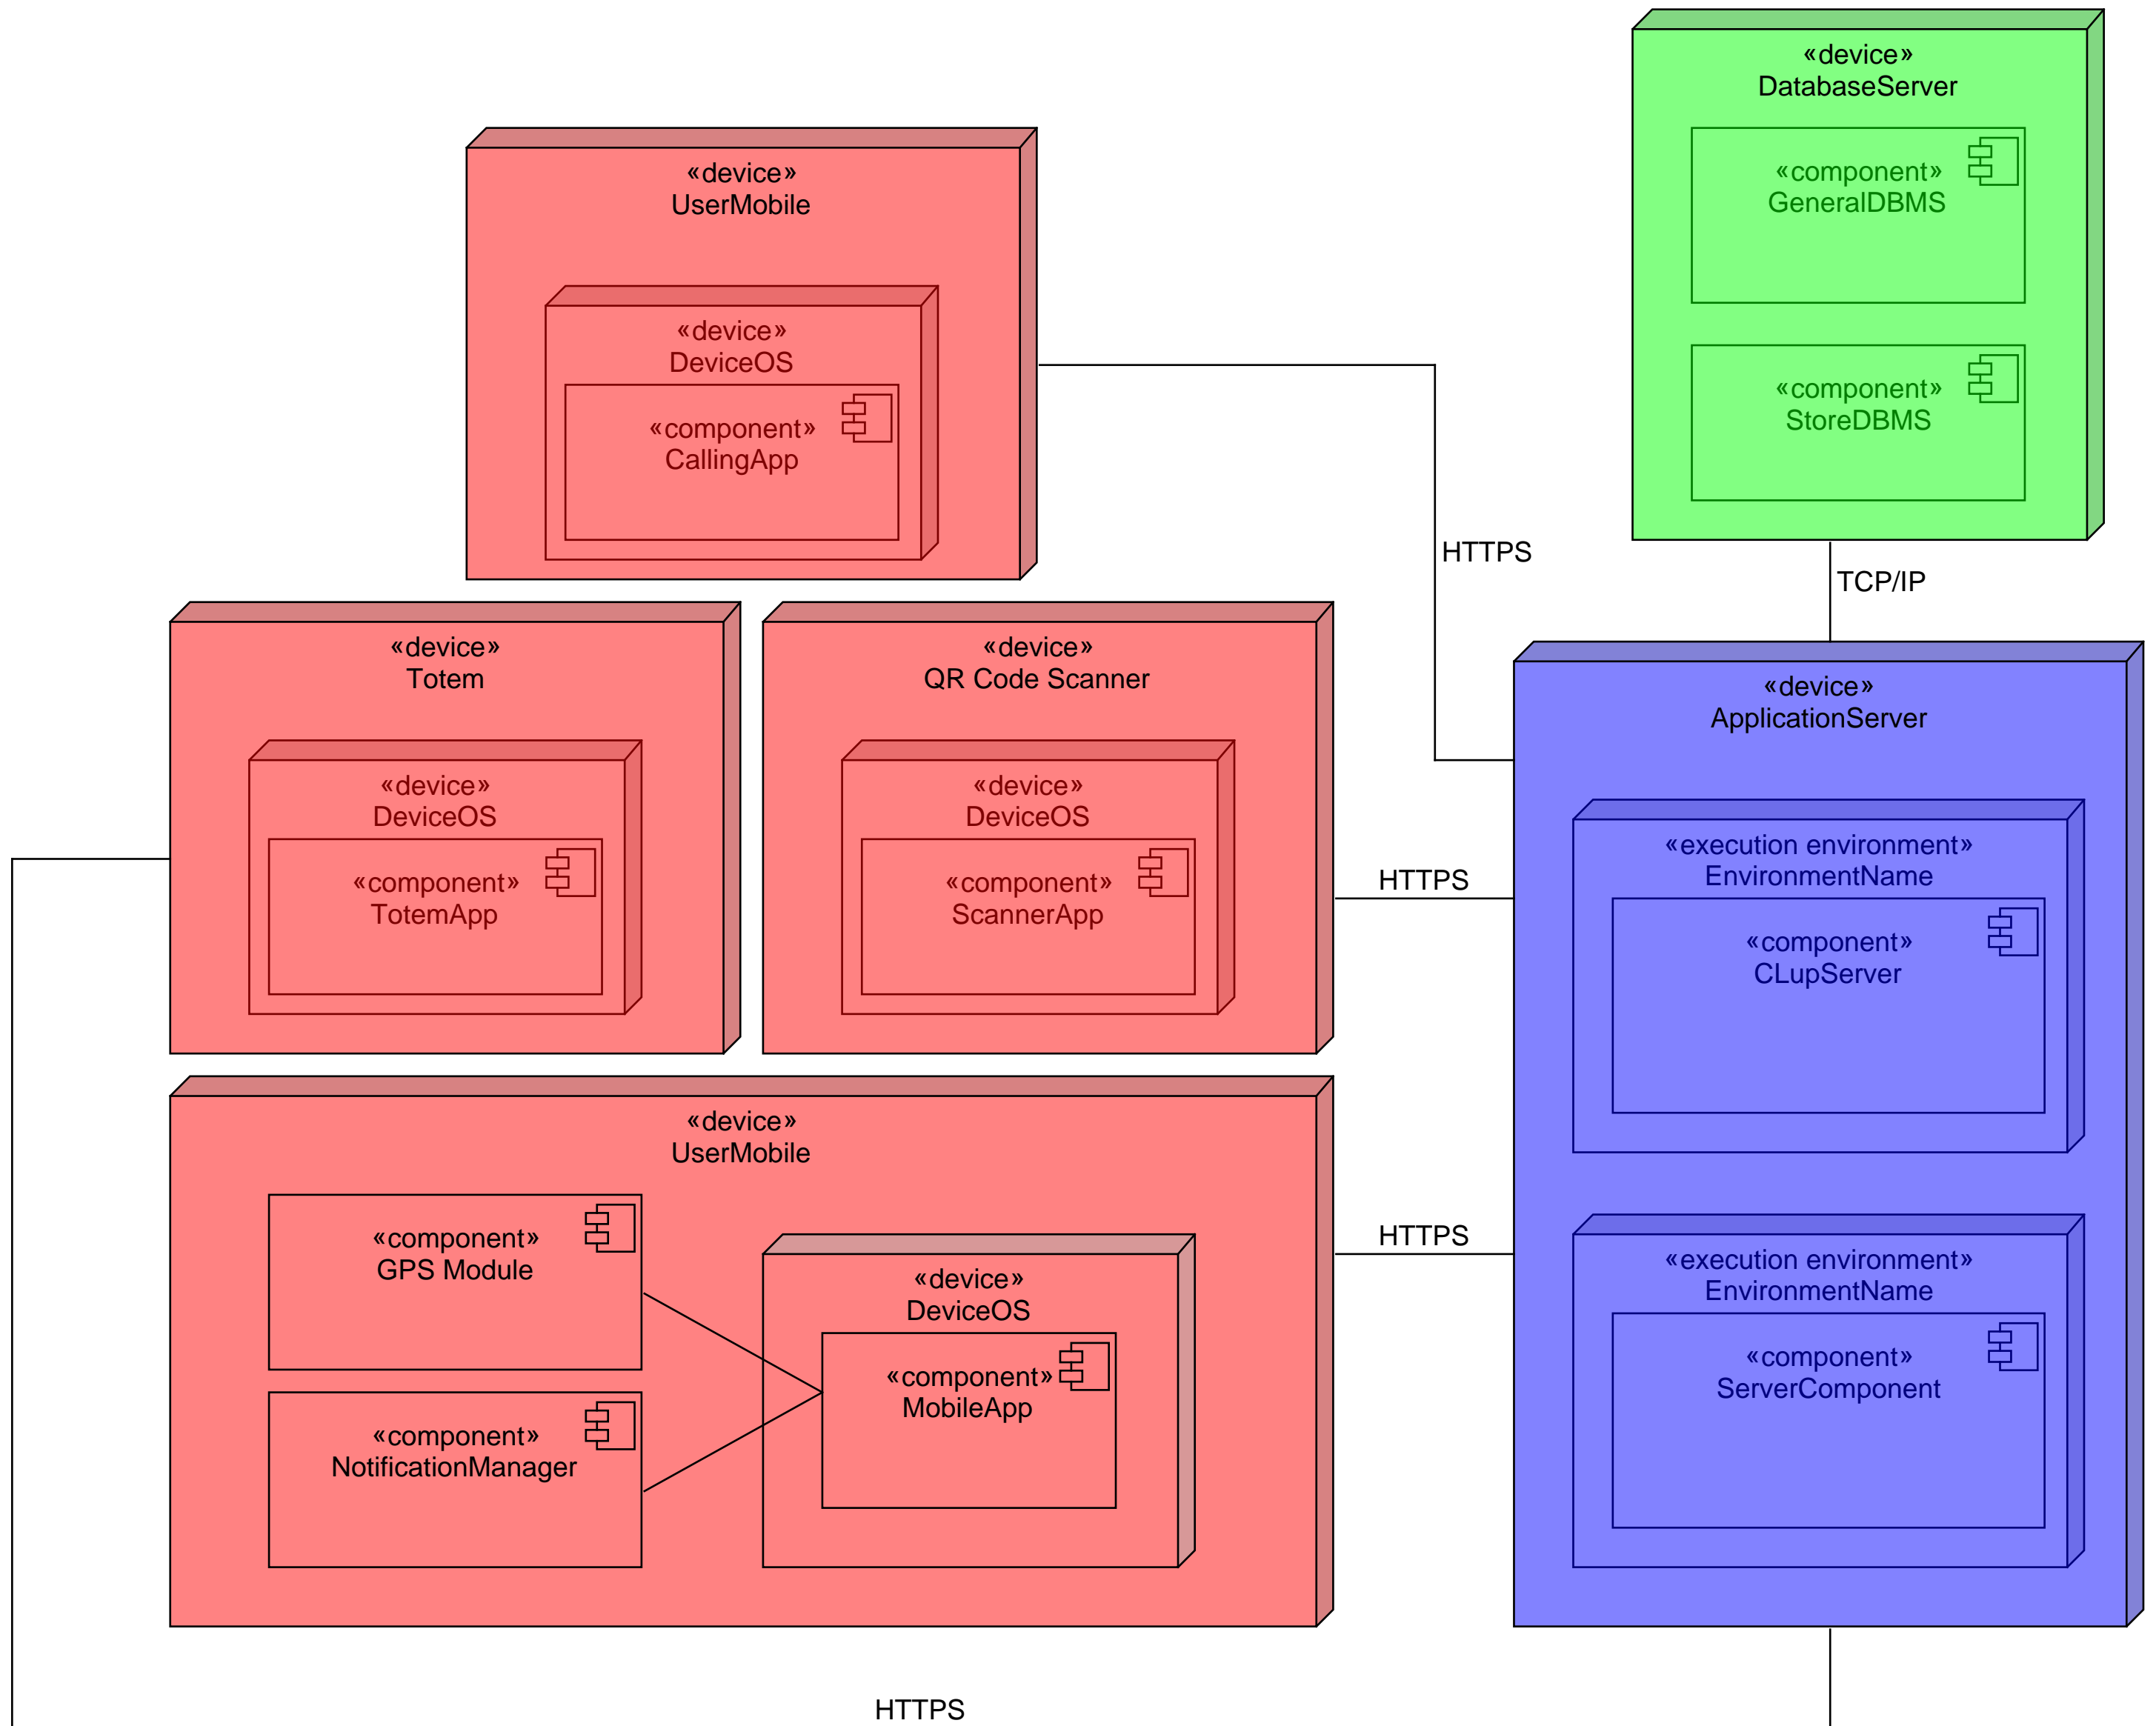 «device»
DatabaseServer
«component»
GeneralDBMS
«component»
StoreDBMS
«device»
UserMobile
«device»
DeviceOS
«component»
CallingApp
HTTPS
TCP/IP
«device»
Totem
«device»
DeviceOS
«component»
TotemApp
«device»
QR Code Scanner
«device»
DeviceOS
«component»
ScannerApp
HTTPS
«device»
ApplicationServer
«execution environment»
EnvironmentName
«component»
CLupServer
«execution environment»
EnvironmentName
«component»
ServerComponent
«device»
UserMobile
«component»
GPS Module
«component»
NotificationManager
«device»
DeviceOS
«component»
MobileApp
HTTPS
HTTPS